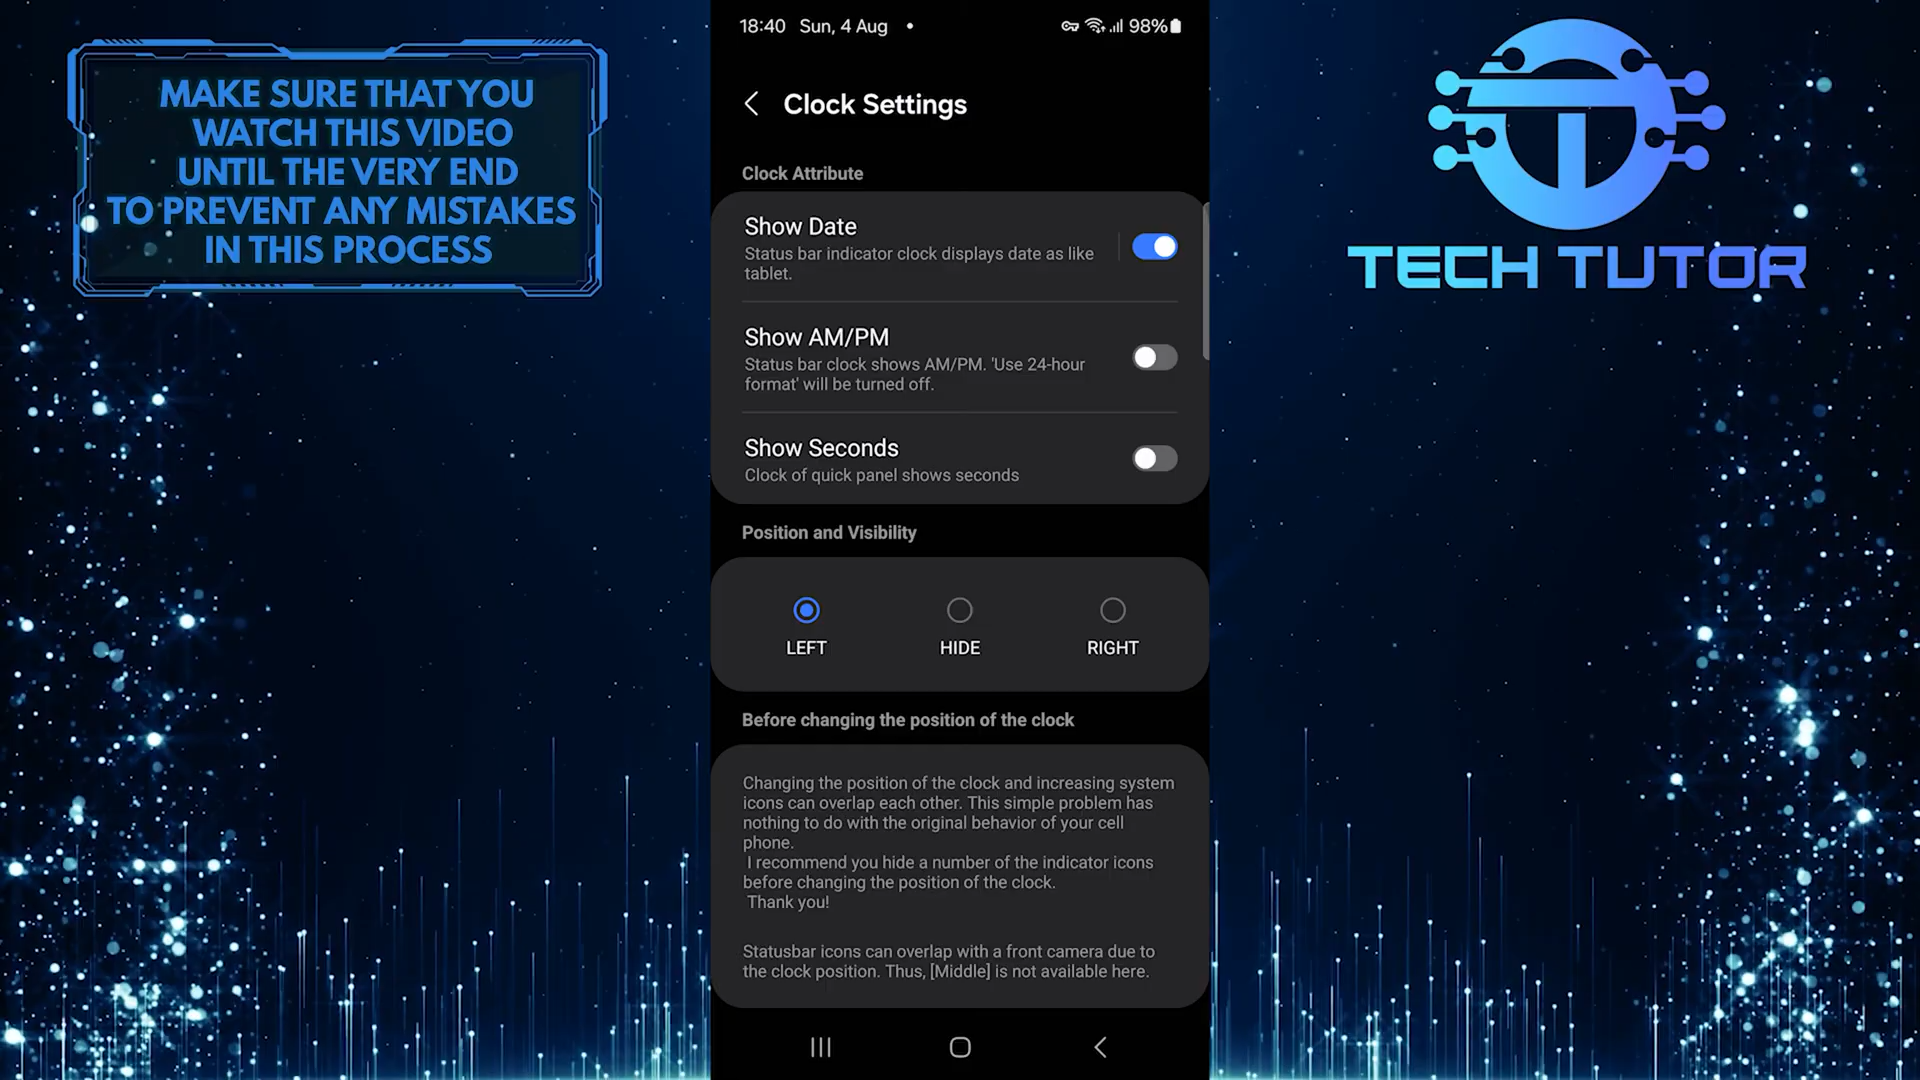 MAKE SURE THAT YOU
WATCH THIS VIDEO
UNTIL THE VERY END
TO PREVENT ANY MISTAKES
IN THIS PROCESS
18:40 Sun, 4 Aug
98%
Clock Settings
Clock Attribute
Show Date
Status bar indicator clock displays date as like
tablet.
Show AM/PM
Status bar clock shows AM/PM. 'Use 24-hour
format' will be turned off.
Show Seconds
Clock of quick panel shows seconds
Position and Visibility
LEFT HIDE RIGHT
Before changing the position of the clock
Changing the position of the clock and increasing system
icons can overlap each other. This simple problem has
nothing to do with the original behavior of your cell
phone.
I recommend you hide a number of the indicator icons
before changing the position of the clock.
Thank you!
Statusbar icons can overlap with a front camera due to
the clock position. Thus, [Middle] is not available here.
TECH TUTOR